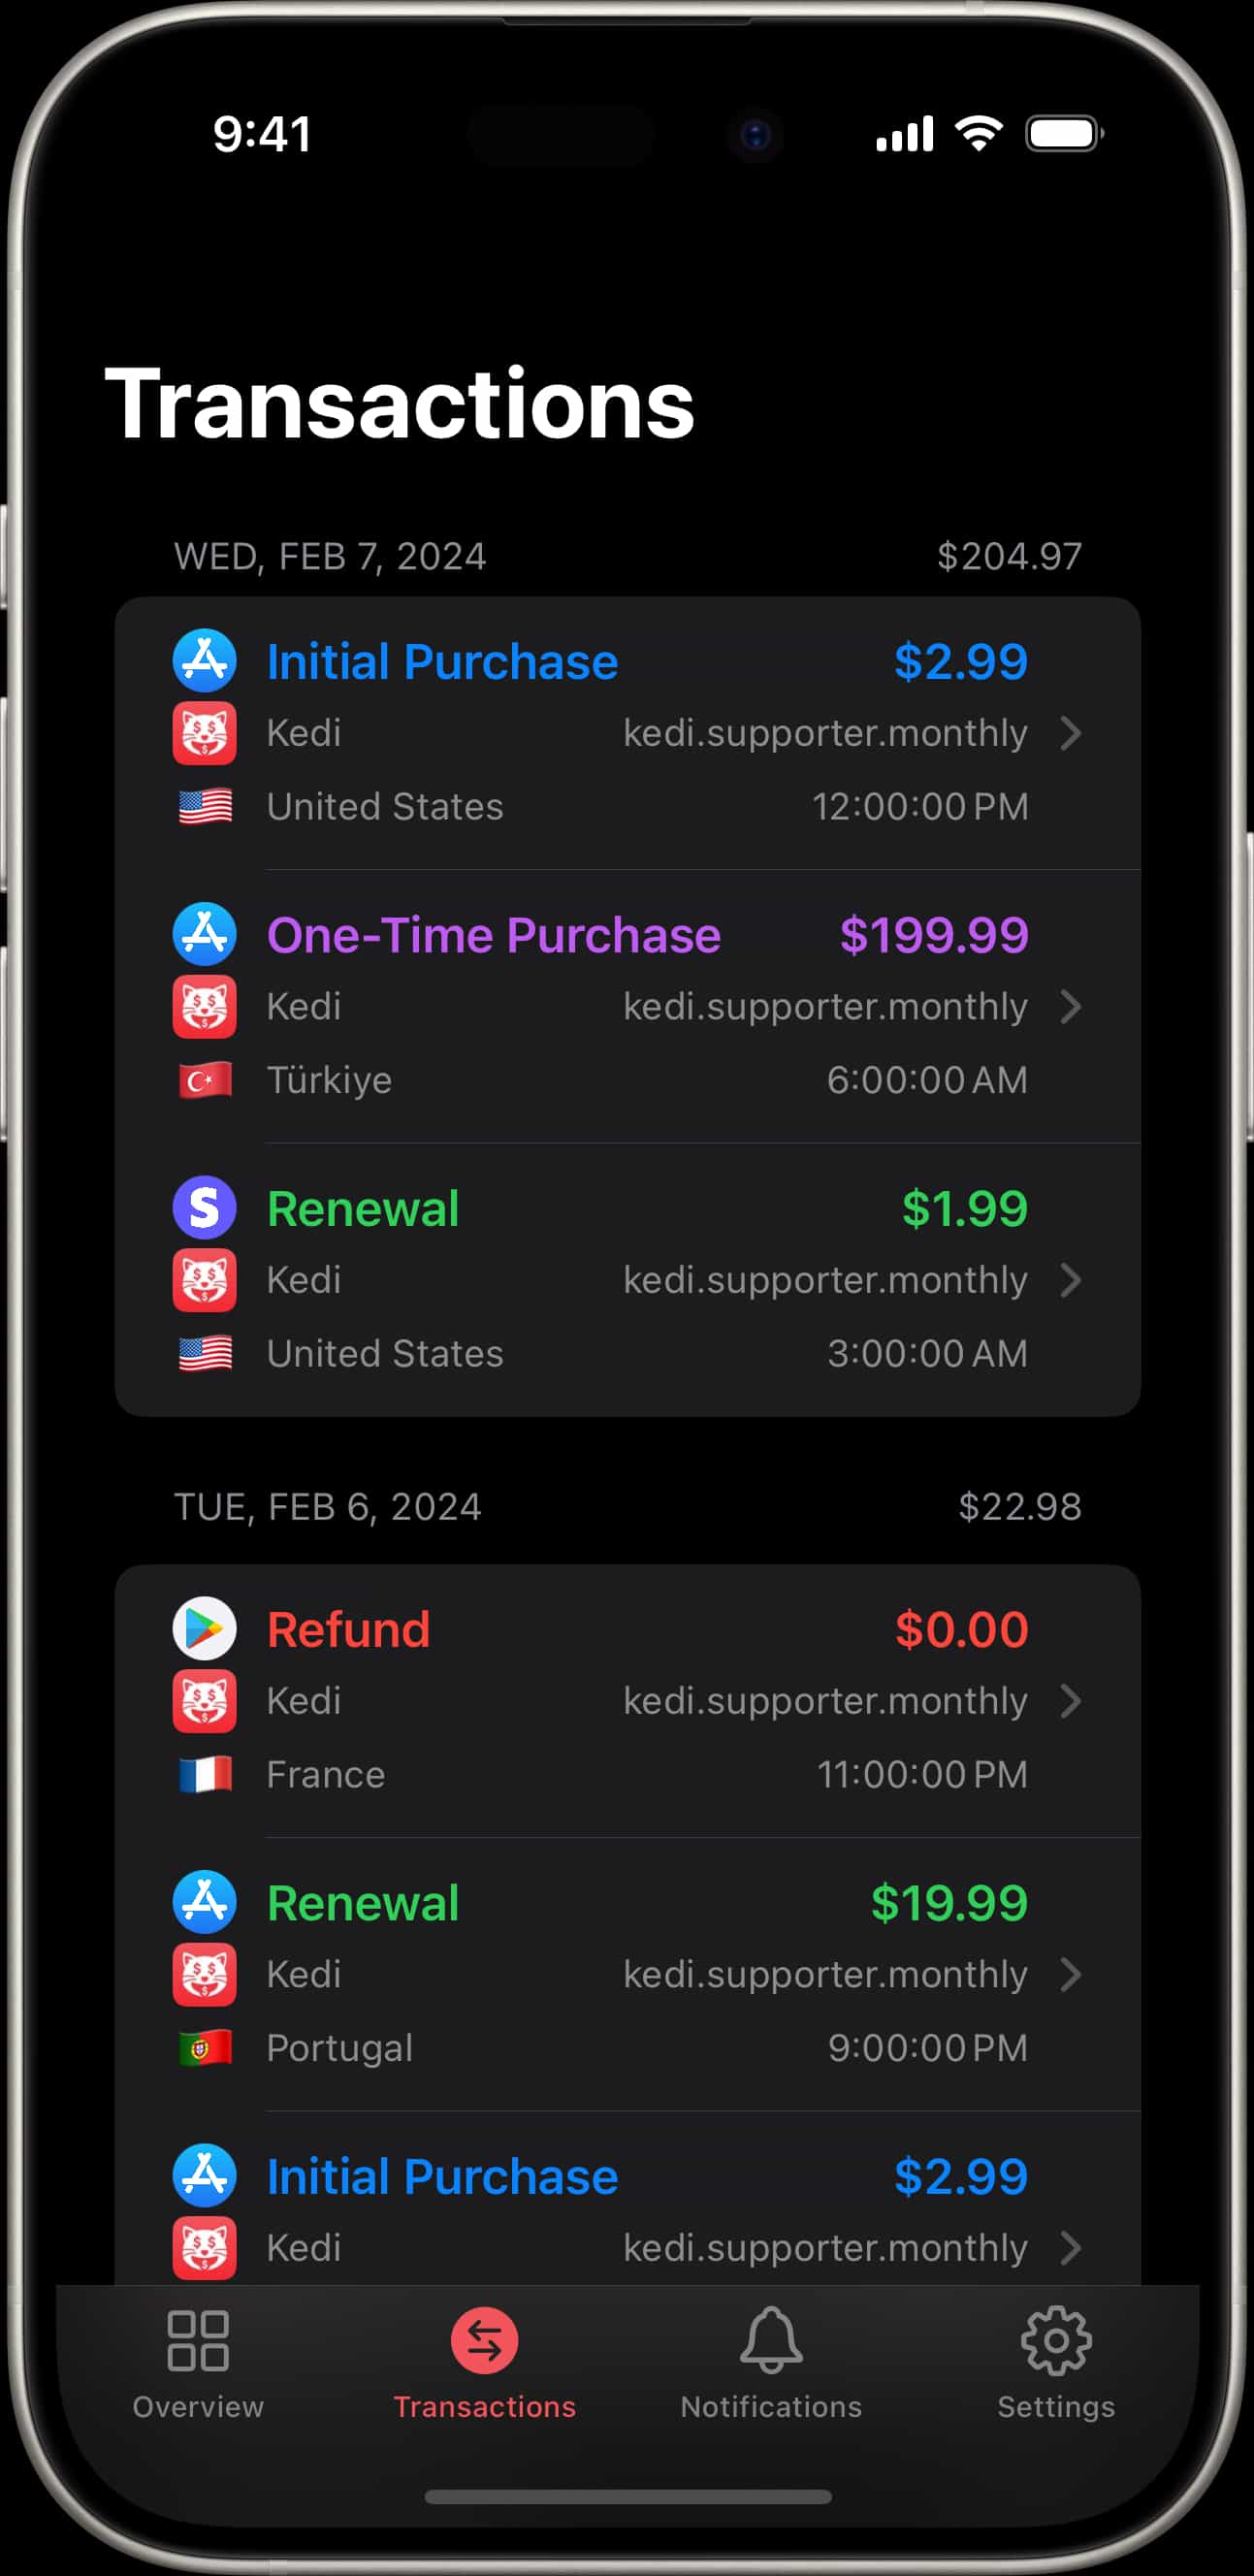 9:41
Transactions
WED, FEB 7, 2024 $204.97
Initial Purchase $2.99
Kedi kedi.supporter.monthly
United States 12:00:00 PM
One-Time Purchase $199.99
Kedi kedi.supporter.monthly
Türkiye 6:00:00 AM
Renewal $1.99
Kedi kedi.supporter.monthly
United States 3:00:00 AM
TUE, FEB 6, 2024 $22.98
Refund $0.00
Kedi kedi.supporter.monthly
France 11:00:00 PM
Renewal $19.99
Kedi kedi.supporter.monthly
Portugal 9:00:00 PM
Initial Purchase $2.99
Kedi kedi.supporter.monthly
Overview Transactions Notifications Settings